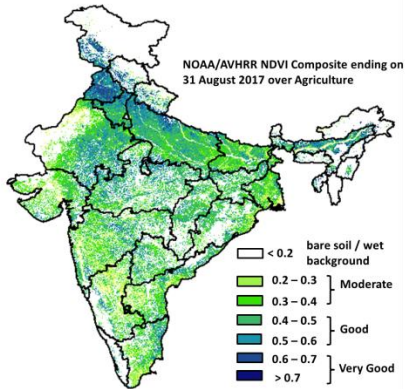 NOAA/AVHRR NDVI Composite ending on
31 August 2017 over Agriculture
< 0.2 bare soil / wet
background
0.2 – 0.3
Moderate
0.3 – 0.4
0.4 – 0.5
Good
0.5 – 0.6
0.6 – 0.7
Very Good
> 0.7